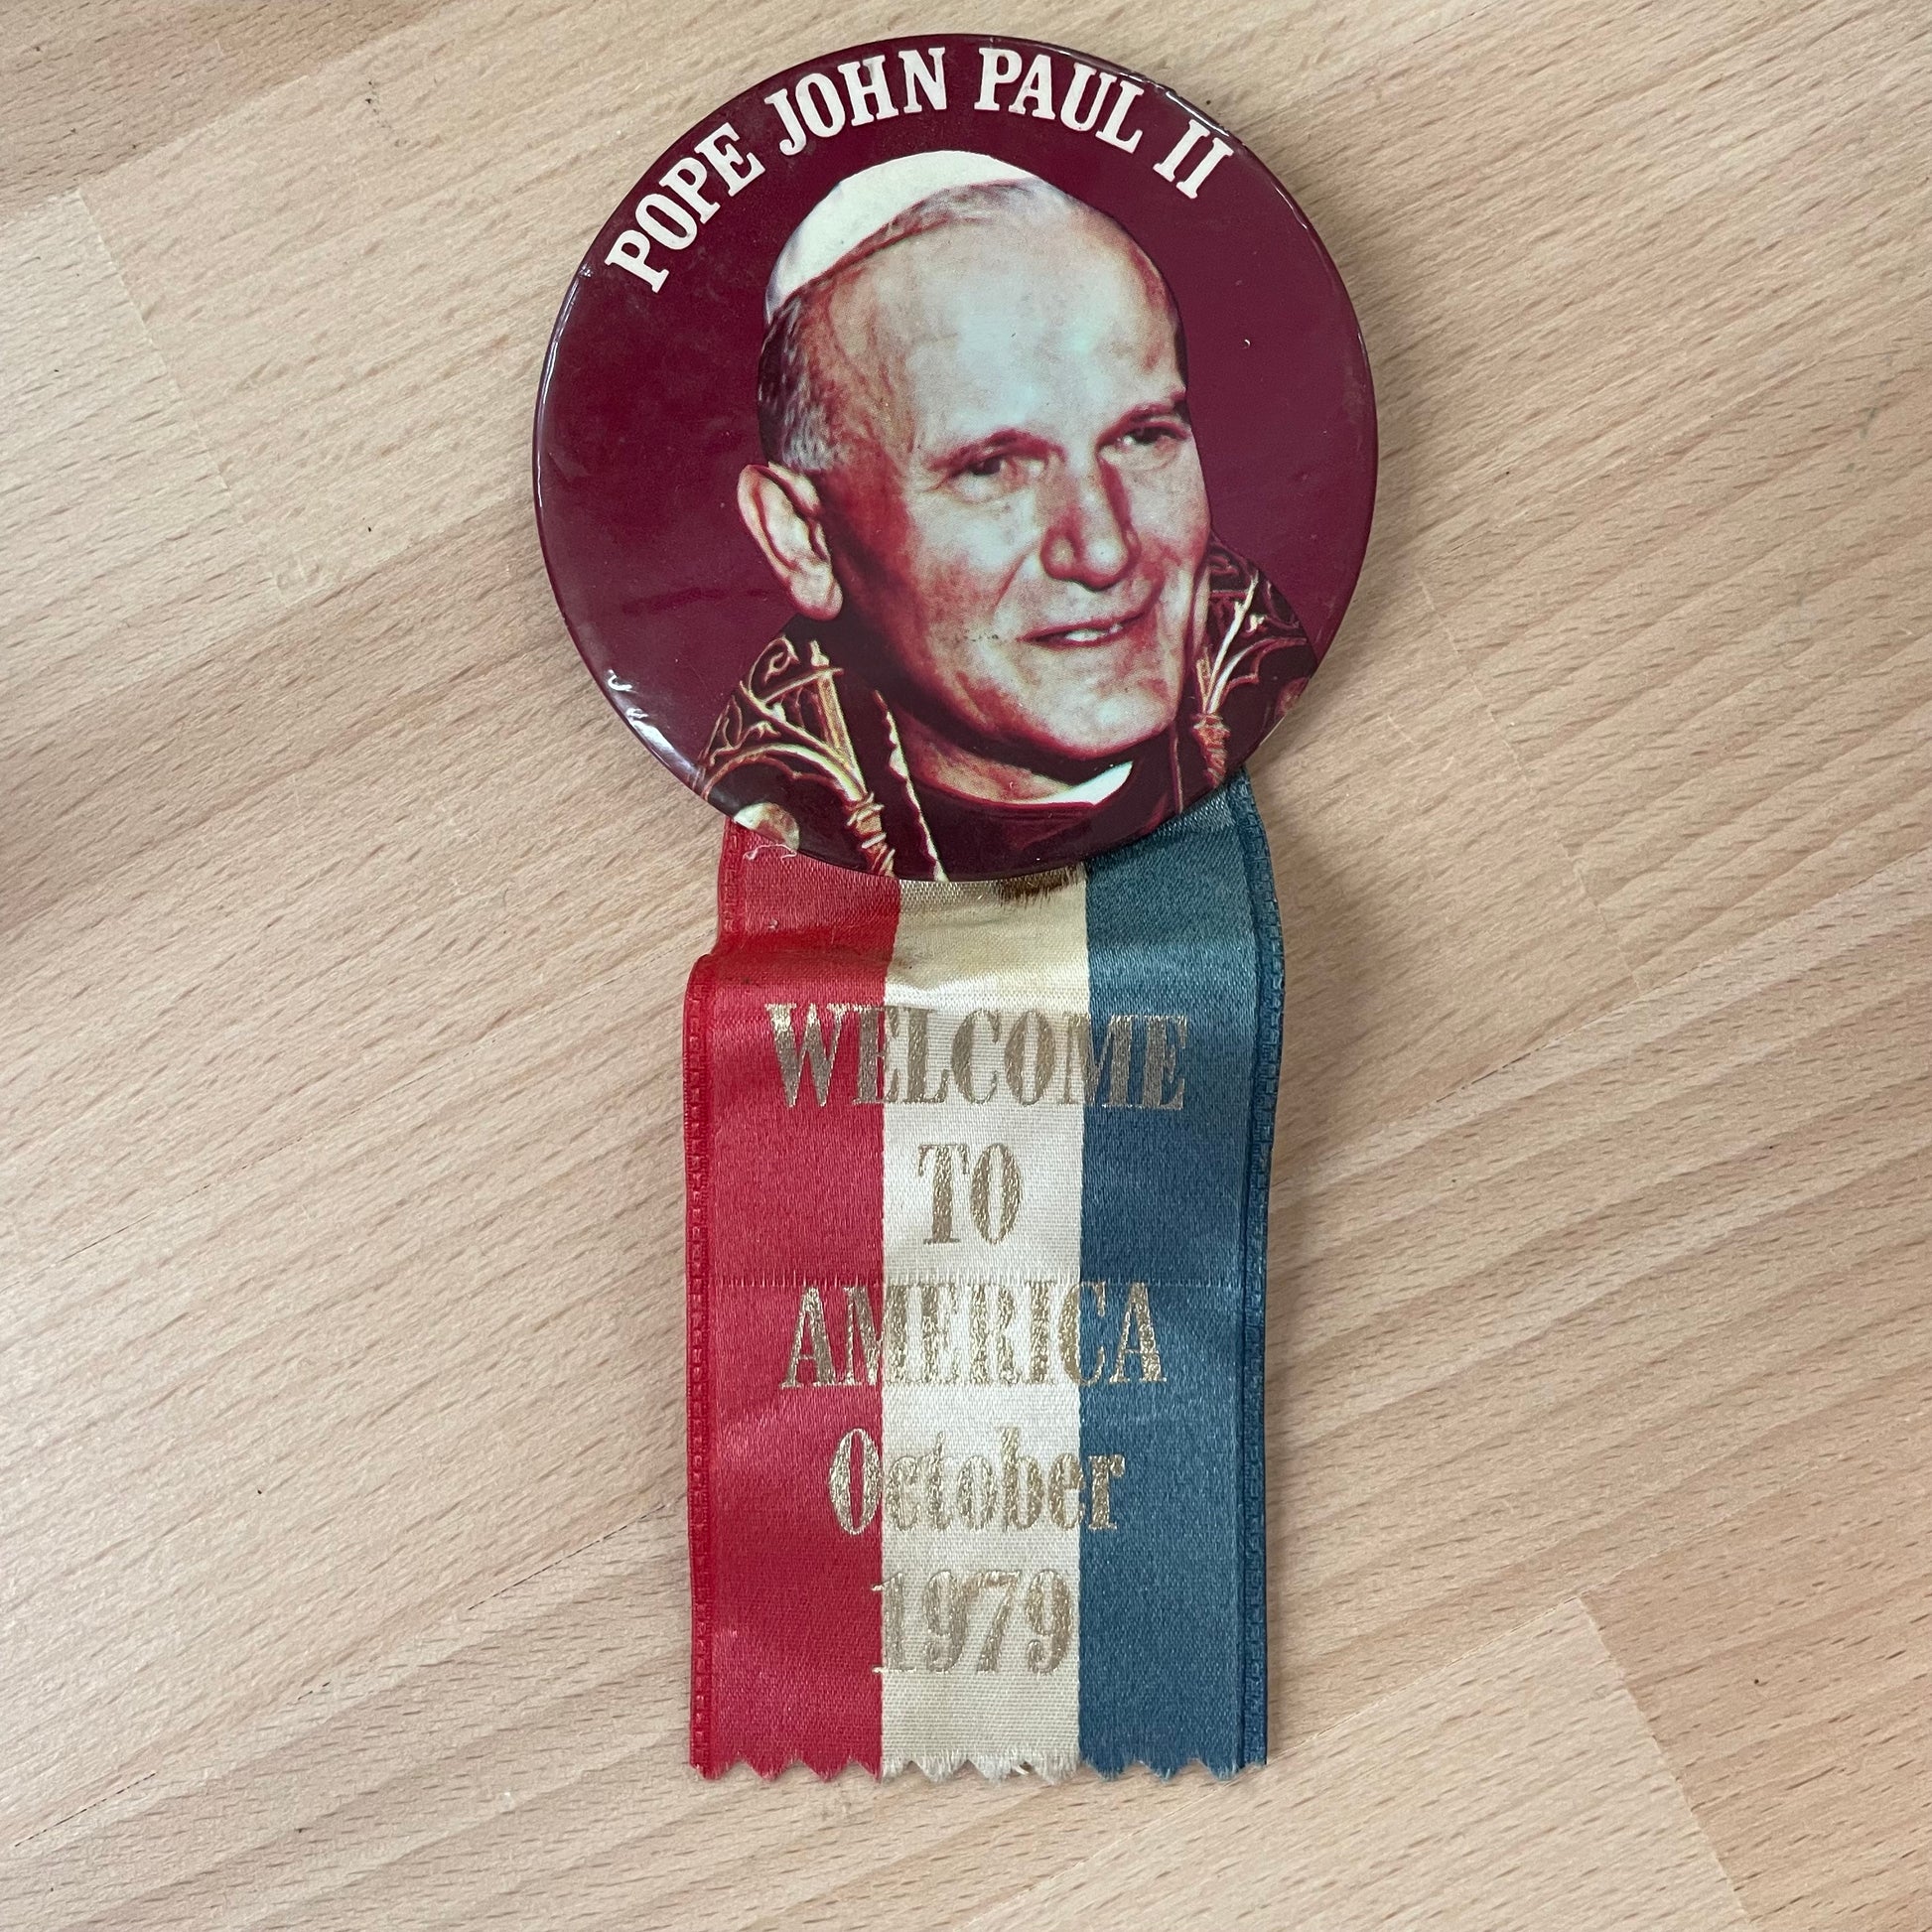 POPE JOHN PAUL II
WELCOME
TO
AMERICA
October
1979